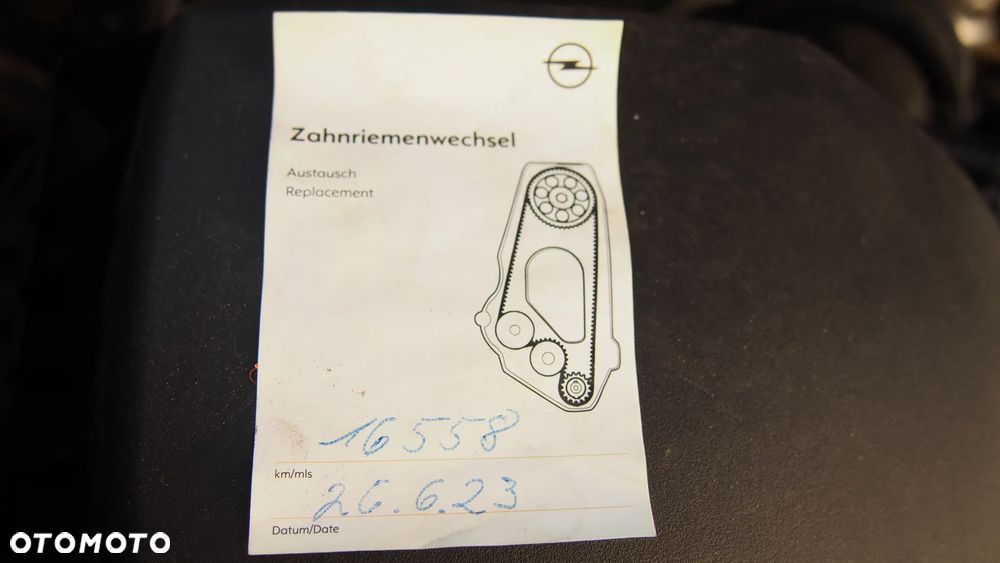 Zahnriemenwechsel
Austausch
Replacement
16558
km/mls
26.6.23
Datum/Date
OTOMOTO